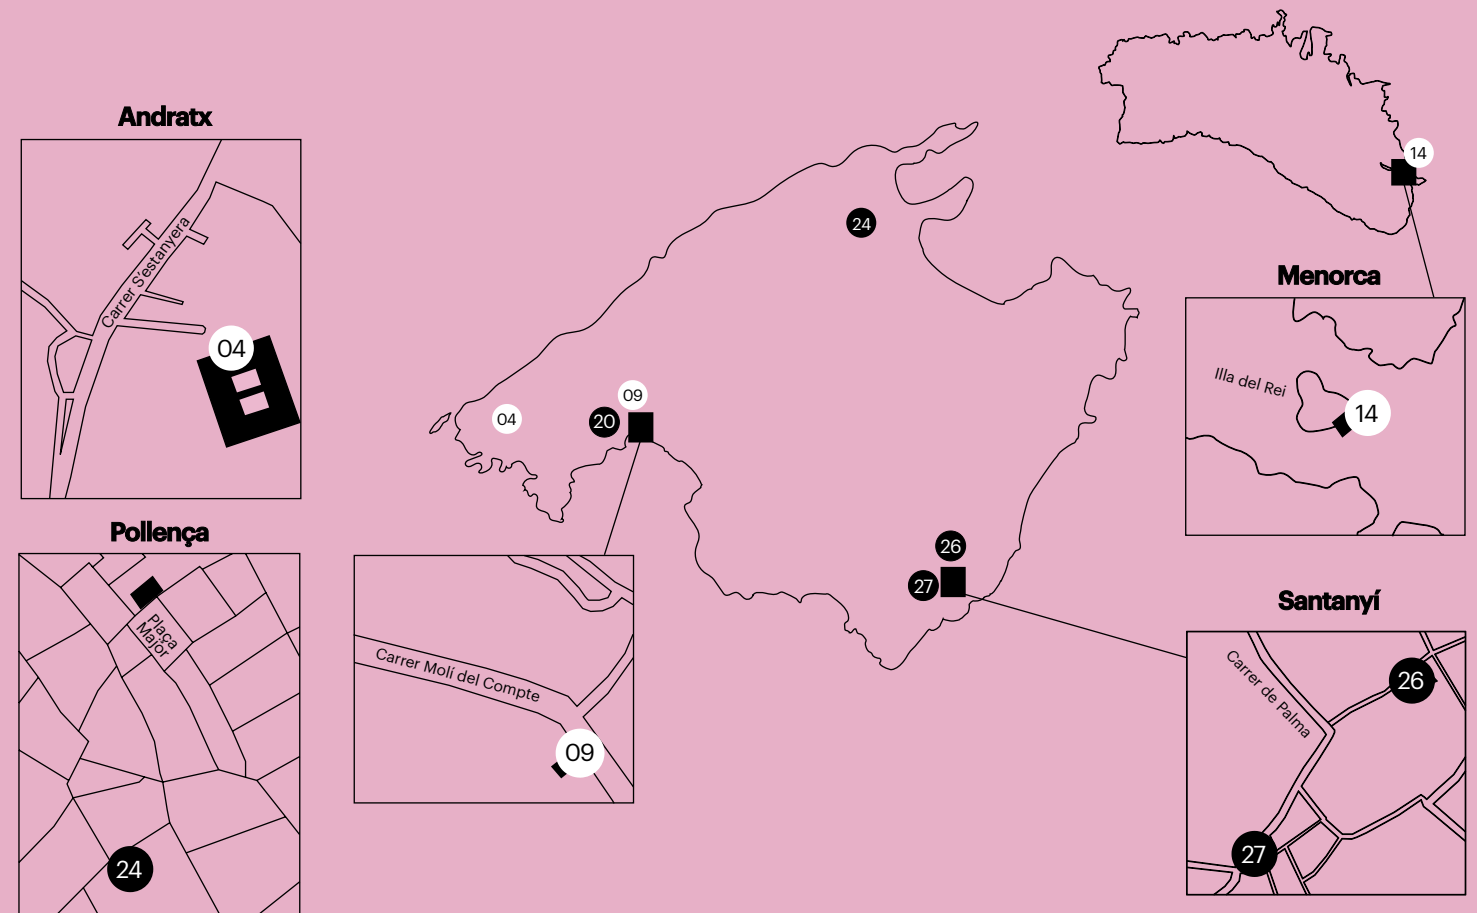 Andratx
Carrer S'estanyera
04
Pollença
Plaça
Major
24
24
09
04
20
26
27
Carrer Molí del Compte
09
14
Menorca
Illa del Rei
14
Santanyí
Carrer de Palma
26
27